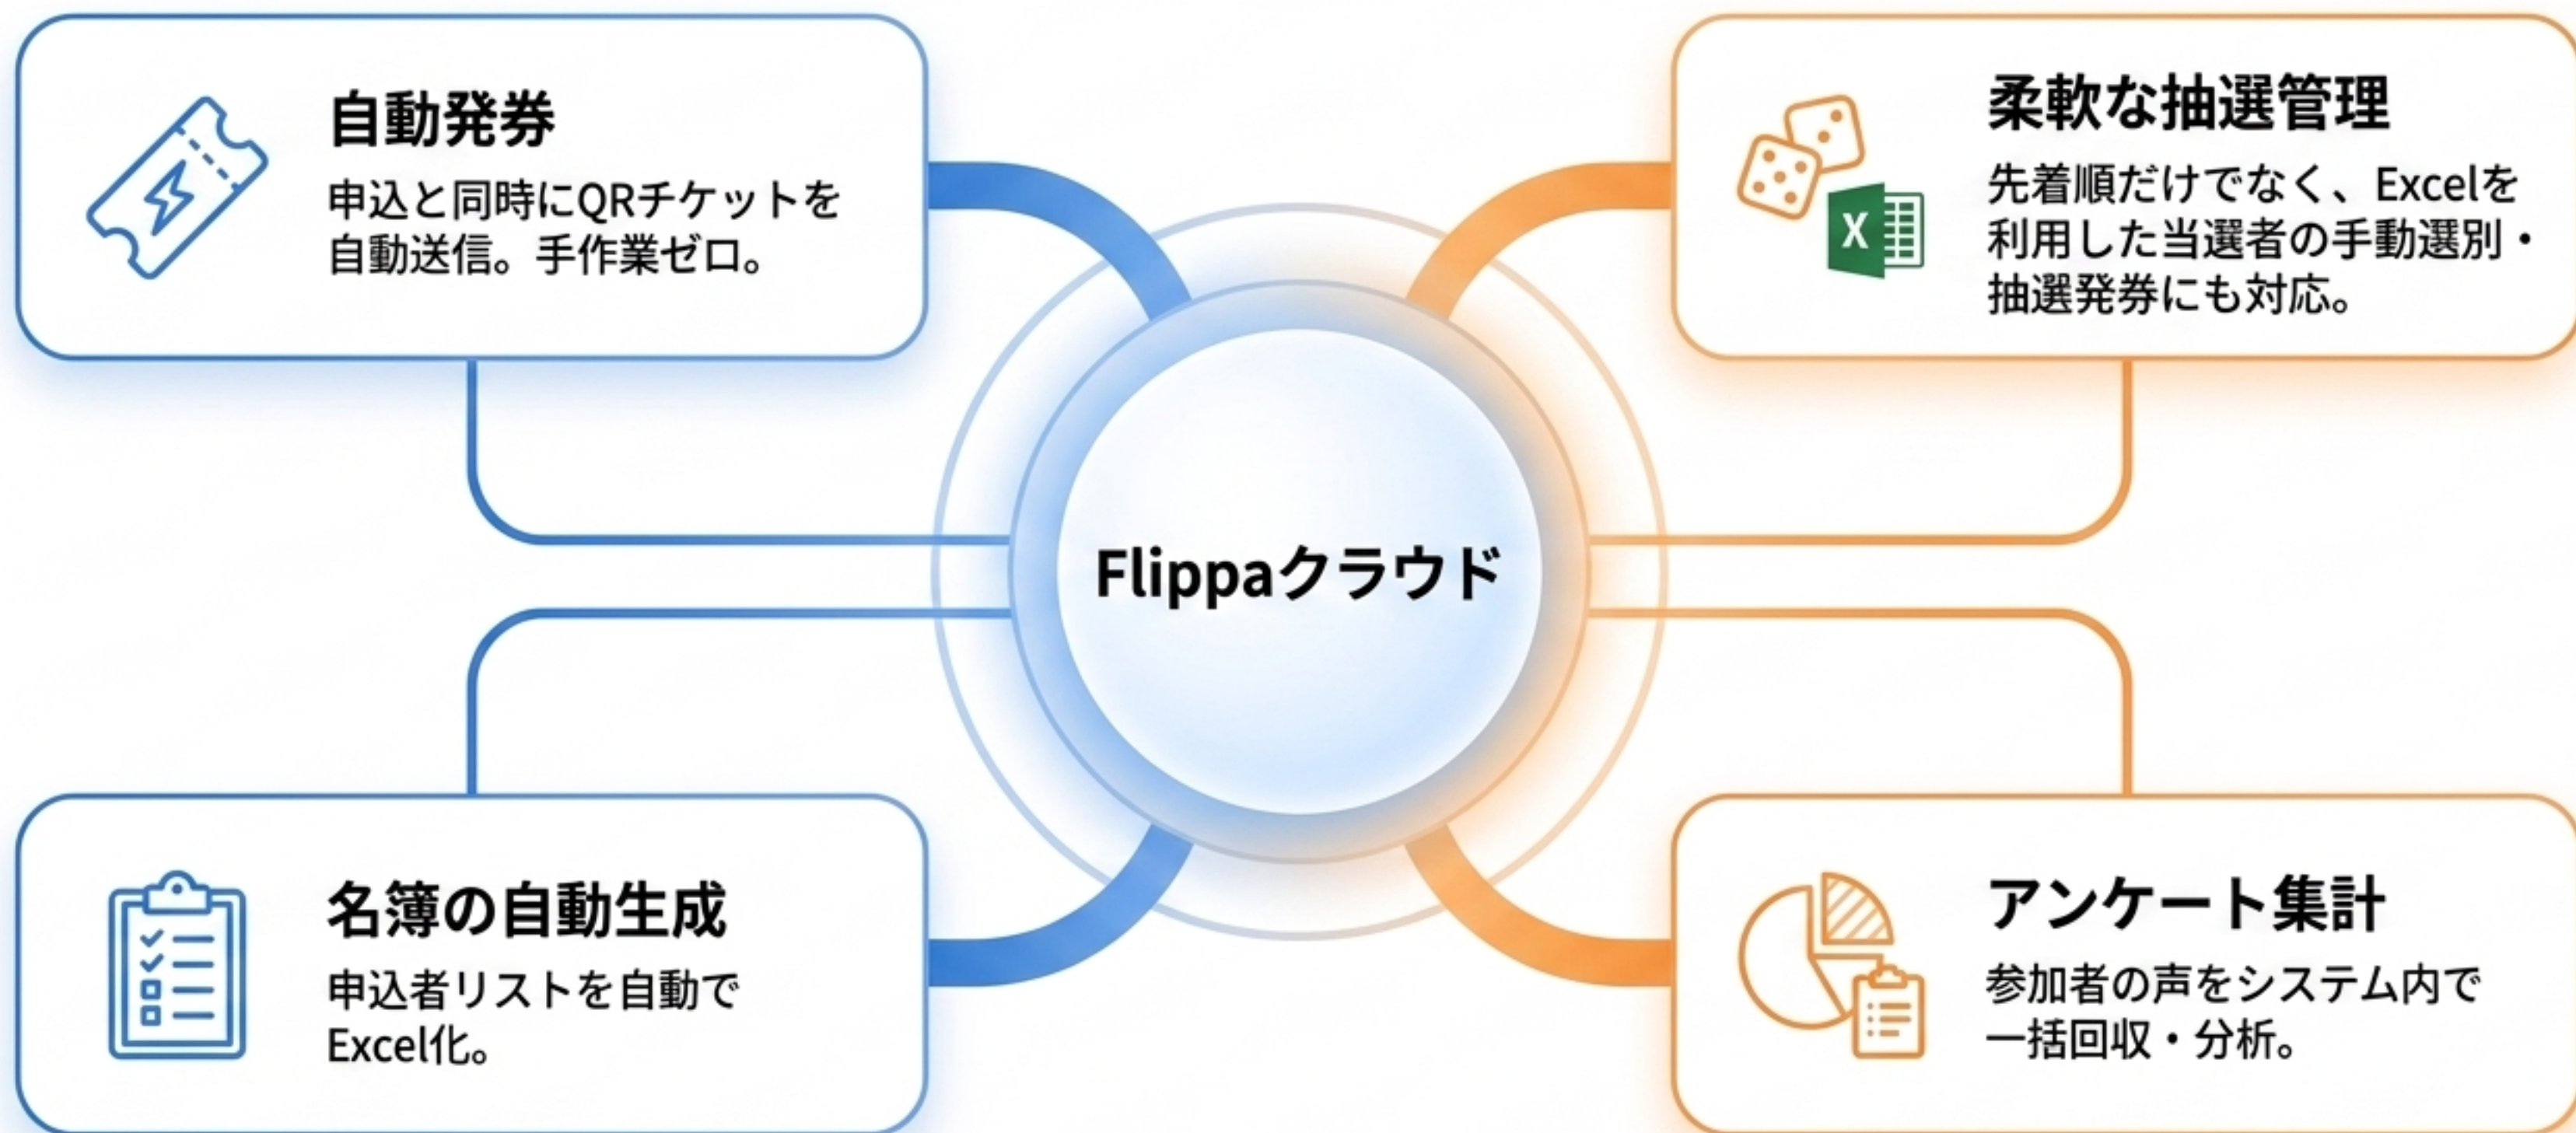 自動発券
申込と同時にQRチケットを
自動送信。手作業ゼロ。
柔軟な抽選管理
先着順だけでなく、Excelを
利用した当選者の手動選別・
抽選発券にも対応。
X
Flippaクラウド
名簿の自動生成
申込者リストを自動で
Excel化。
アンケート集計
参加者の声をシステム内で
一括回収・分析。